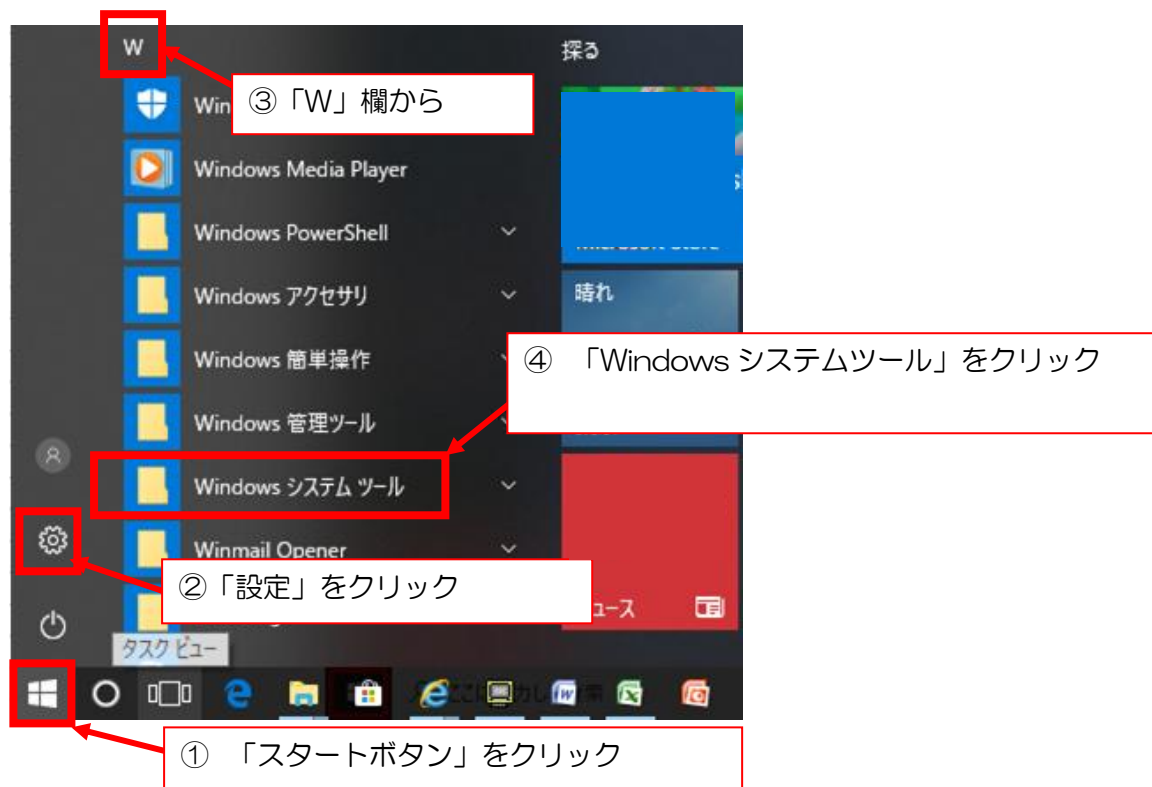 W
探る
Win
③「W」欄から
Windows Media Player
Windows PowerShell
Windows アクセサリ
晴れ
Windows 簡単操作
④ 「Windows システムツール」をクリック
Windows 管理ツール
Windows システム ツール
Winmail Opener
②「設定」をクリック
ュース
タスク ビュー
① 「スタートボタン」をクリック